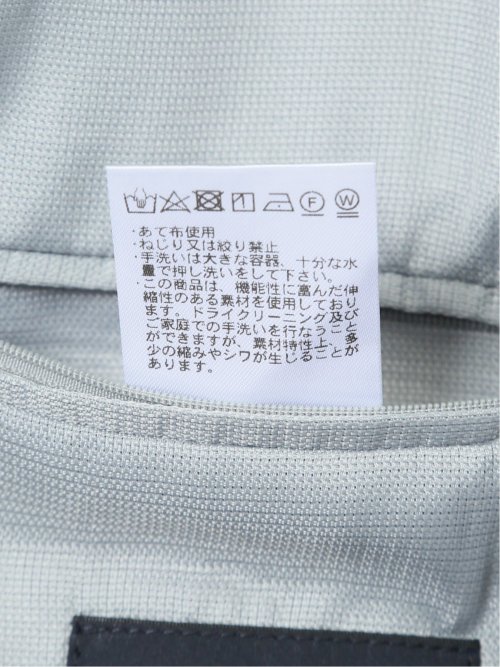 F W
・あて布使用
・ねじり又は絞り禁止
・手洗いは大きな容器、十分な水
量で押し洗いをして下さい。
・この商品は、機能性に富んだ伸
縮性のある素材を使用しており
ます。ドライクリーニング及び
ご家庭での手洗いを行なうこと
ができますが、素材特性上、多
少の縮みやシワが生じることが
あります。